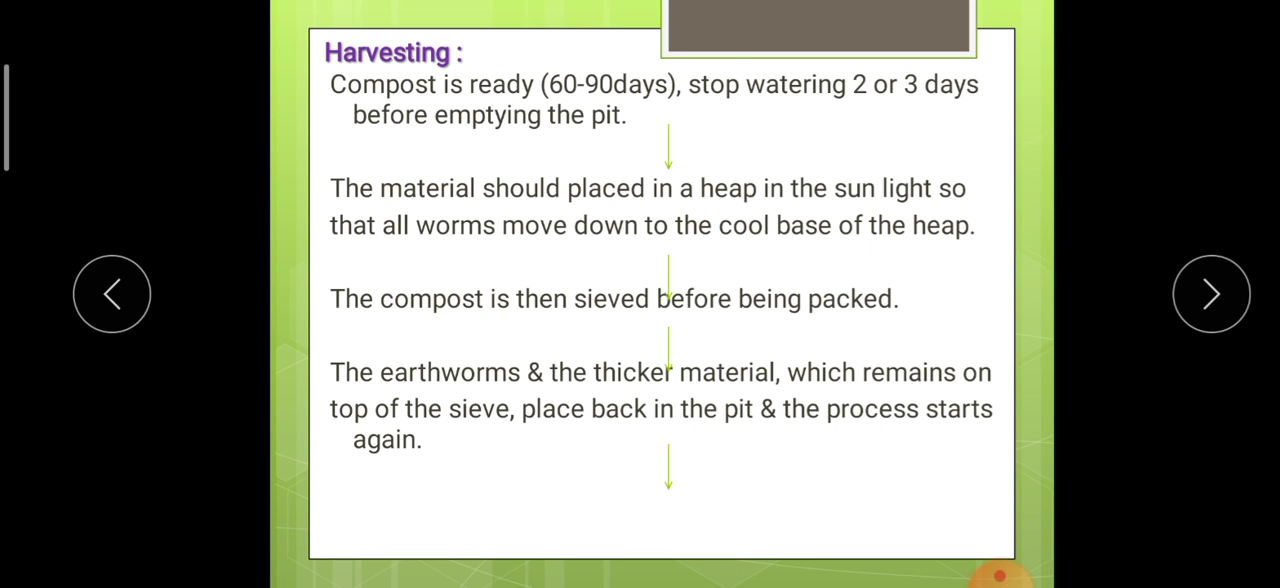 Harvesting :
Compost is ready (60-90days), stop watering 2 or 3 days
before emptying the pit.
The material should placed in a heap in the sun light so
that all worms move down to the cool base of the heap.
The compost is then sieved before being packed.
The earthworms & the thicker material, which remains on
top of the sieve, place back in the pit & the process starts
again.